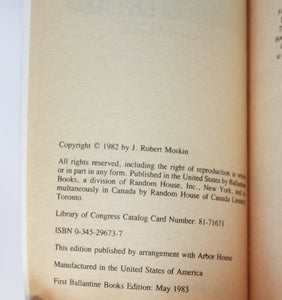 Copyright © 1982 by J. Robert Moskin
All rights reserved, including the right of reproduction in whole
or in part in any form. Published in the United States by Ballantine
Books, a division of Random House, Inc., New York, and si-
multaneously in Canada by Random House of Canada Limited,
Toronto.
Library of Congress Catalog Card Number: 81-71671
ISBN 0-345-29673-7
This edition published by arrangement with Arbor House
Manufactured in the United States of America
First Ballantine Books Edition: May 1983